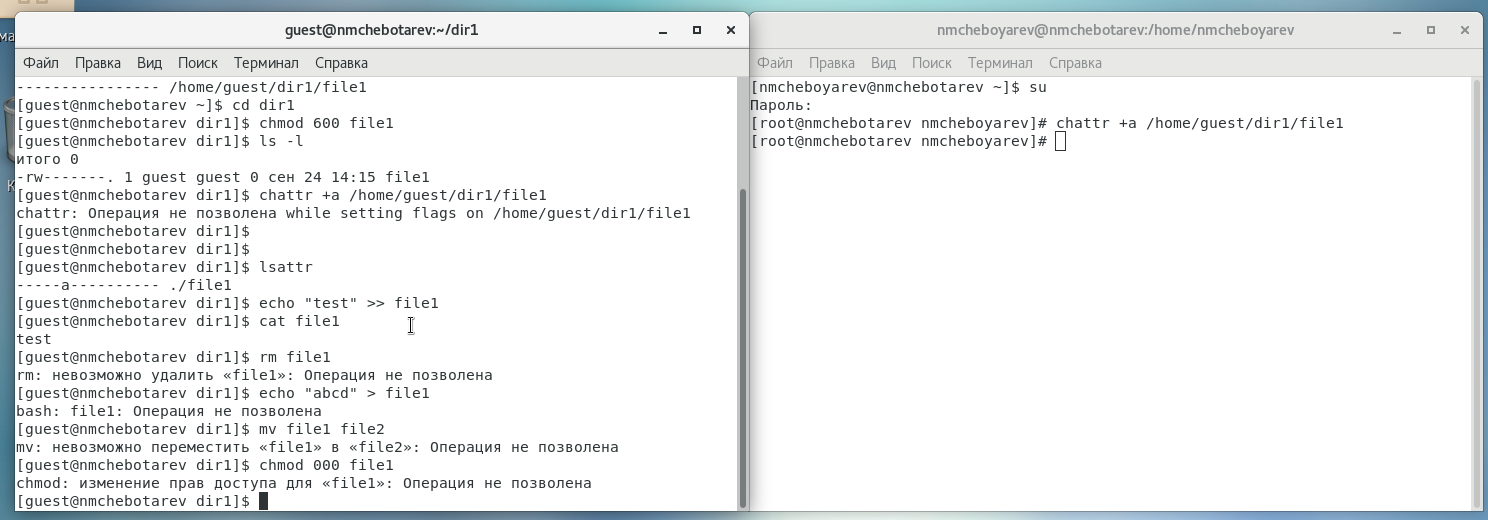 guest@nmchebotarev:~/dir1
Файл Правка Вид Поиск Терминал Справка
--------------- /home/guest/dir1/file1
[guest@nmchebotarev ~]$ cd dir1
[guest@nmchebotarev dir1]$ chmod 600 file1
[guest@nmchebotarev dir1]$ ls -l
итого 0
-rw-------. 1 guest guest 0 сен 24 14:15 file1
[guest@nmchebotarev dir1]$ chattr +a /home/guest/dir1/file1
chattr: Операция не позволена while setting flags on /home/guest/dir1/file1
[guest@nmchebotarev dir1]$
[guest@nmchebotarev dir1]$
[guest@nmchebotarev dir1]$ lsattr
-----a---------- ./file1
[guest@nmchebotarev dir1]$ echo "test" >> file1
[guest@nmchebotarev dir1]$ cat file1
test
[guest@nmchebotarev dir1]$ rm file1
rm: невозможно удалить «file1»: Операция не позволена
[guest@nmchebotarev dir1]$ echo "abcd" > file1
bash: file1: Операция не позволена
[guest@nmchebotarev dir1]$ mv file1 file2
mv: невозможно переместить «file1» в «file2»: Операция не позволена
[guest@nmchebotarev dir1]$ chmod 000 file1
chmod: изменение прав доступа для «file1»: Операция не позволена
[guest@nmchebotarev dir1]$
nmcheboyarev@nmchebotarev:/home/nmcheboyarev
Файл Правка Вид Поиск Терминал Справка
[nmcheboyarev@nmchebotarev ~]$ su
Пароль:
[root@nmchebotarev nmcheboyarev]# chattr +a /home/guest/dir1/file1
[root@nmchebotarev nmcheboyarev]#